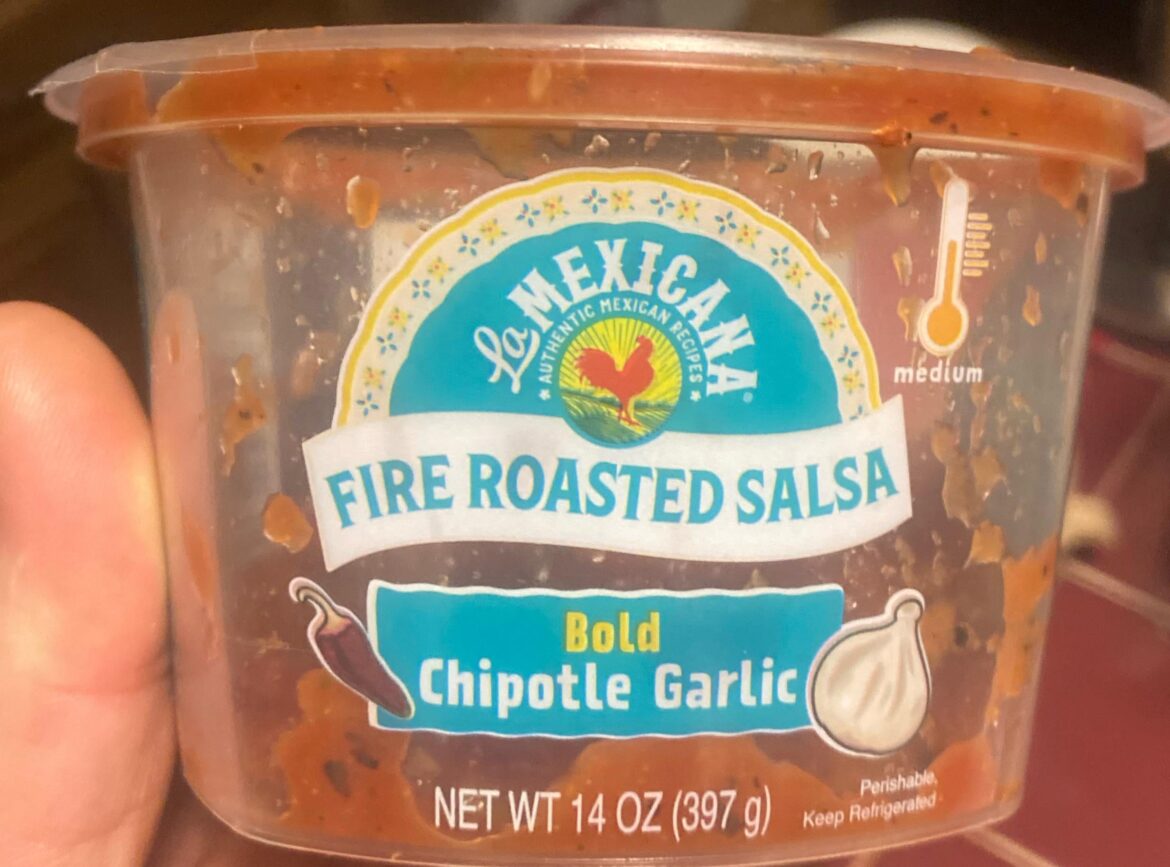 La MEXICANA®
★ AUTHENTIC MEXICAN RECIPES ★
medium
FIRE ROASTED SALSA
Bold
Chipotle Garlic
NET WT 14 OZ (397 g)
Perishable,
Keep Refrigerated